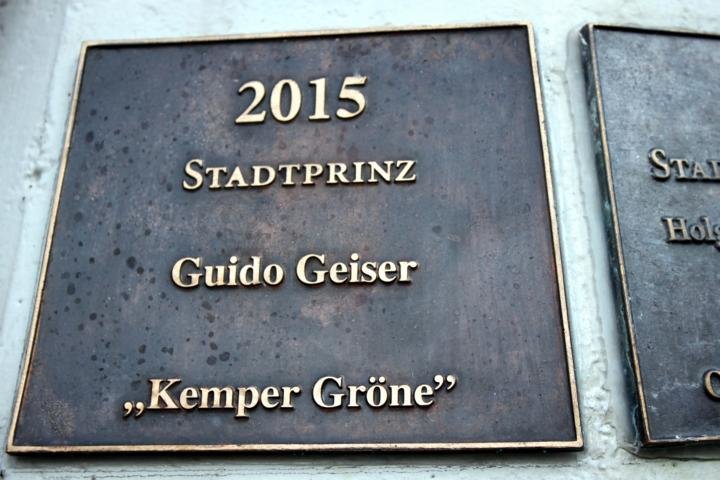 2015
STADTPRINZ
Guido Geiser
„Kemper Gröne”